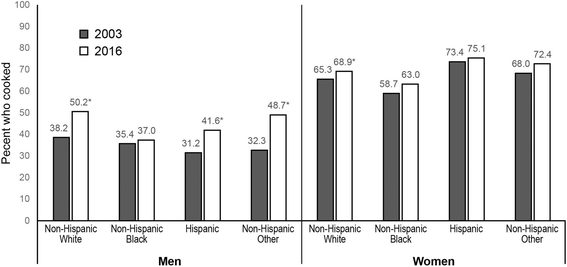 100
90
80
70
60
50
40
30
20
10
0
Pecent who cooked
2003
2016
38.2 50.2* 35.4 37.0 31.2 41.6* 32.3 48.7* 65.3 68.9* 58.7 63.0 73.4 75.1 68.0 72.4
Non-Hispanic Non-Hispanic Hispanic Non-Hispanic Non-Hispanic Non-Hispanic Hispanic Non-Hispanic
White Black Other White Black Other
Men Women